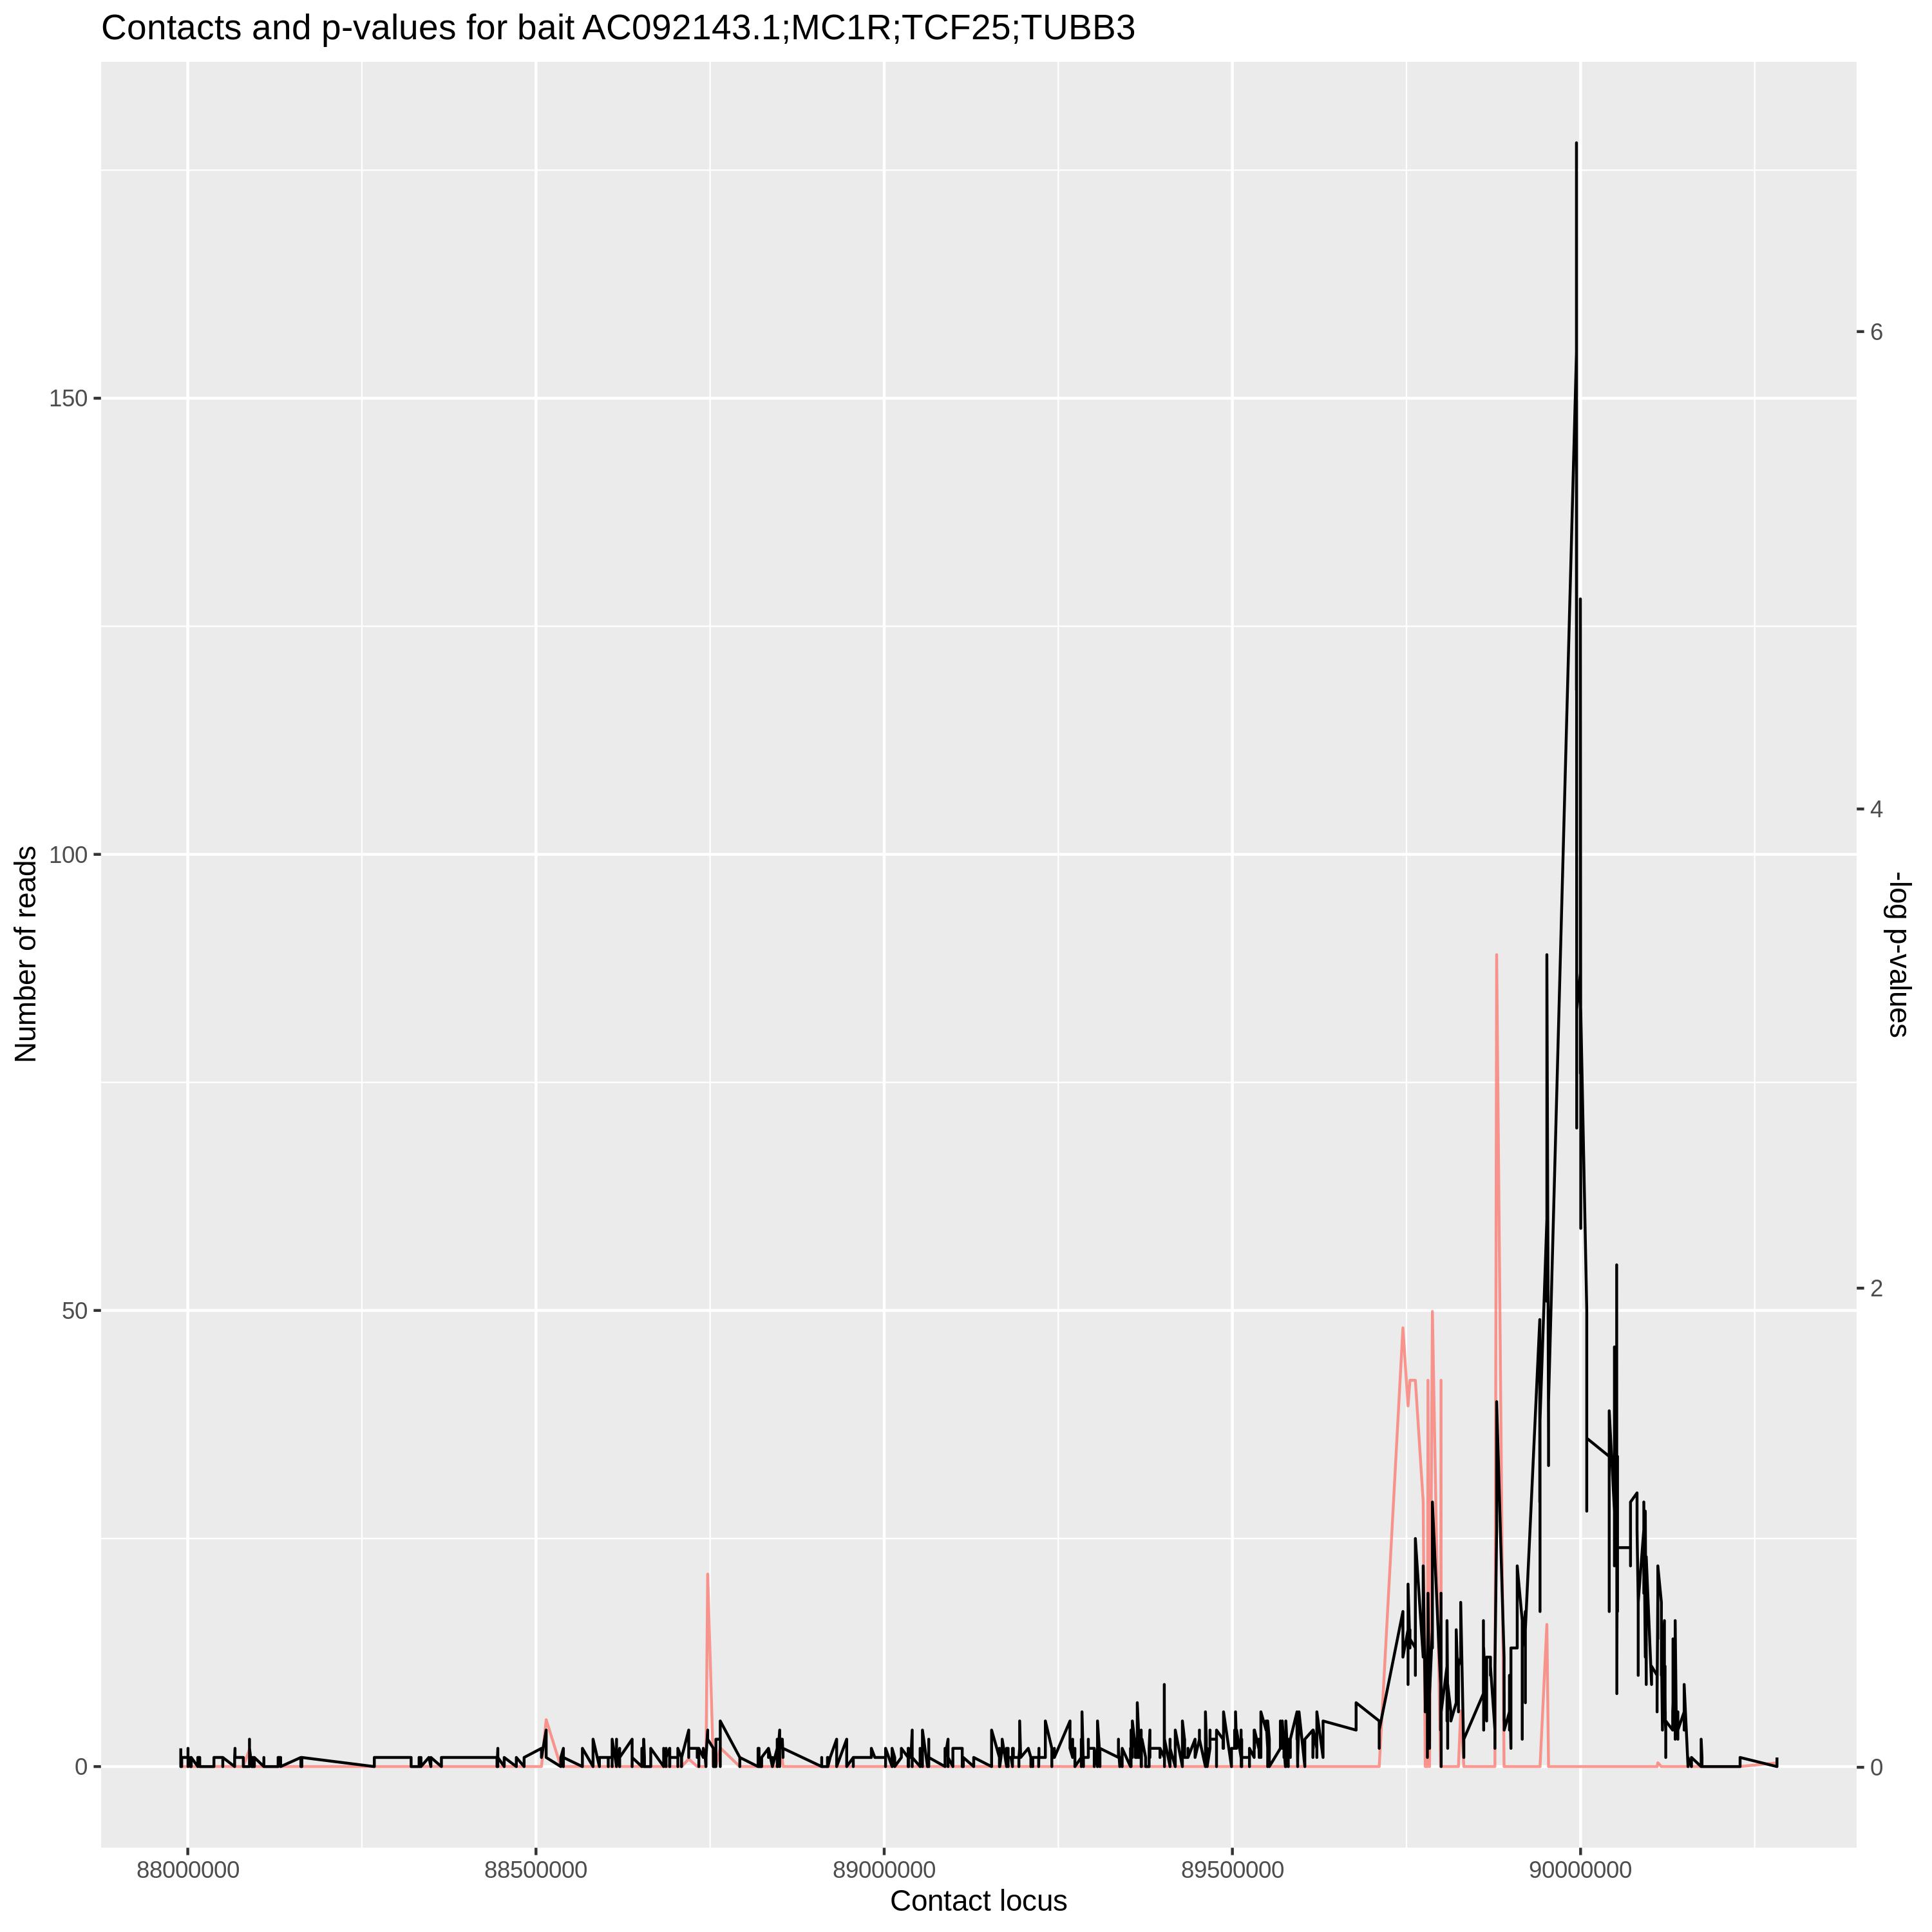 Contacts and p-values for bait AC092143.1;MC1R;TCF25;TUBB3
150
100
50
0
Number of reads
6
4
2
0
-log p-values
88000000 88500000 89000000 89500000 90000000
Contact locus